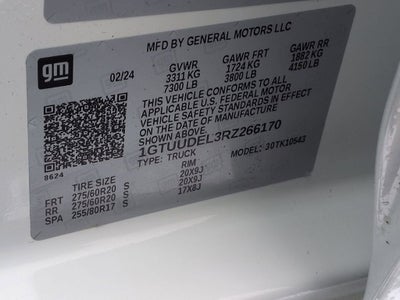 gm
MFD BY GENERAL MOTORS LLC
02/24 GVWR GAWR FRT GAWR RR
3311 KG 1724 KG 1882 KG
7300 LB 3800 LB 4150 LB
THIS VEHICLE CONFORMS TO ALL
APPLICABLE U.S. FEDERAL MOTOR
VEHICLE SAFETY STANDARDS IN EFFECT
ON THE DATE OF MANUFACTURE
SHOWN ABOVE.
1GTUUDEL3RZ266170
TYPE: TRUCK MODEL: 30TK10543
8624
TIRE SIZE RIM
FRT 275/60R20 S 20X9J
RR 275/60R20 S 20X9J
SPA 255/80R17 S 17X8J